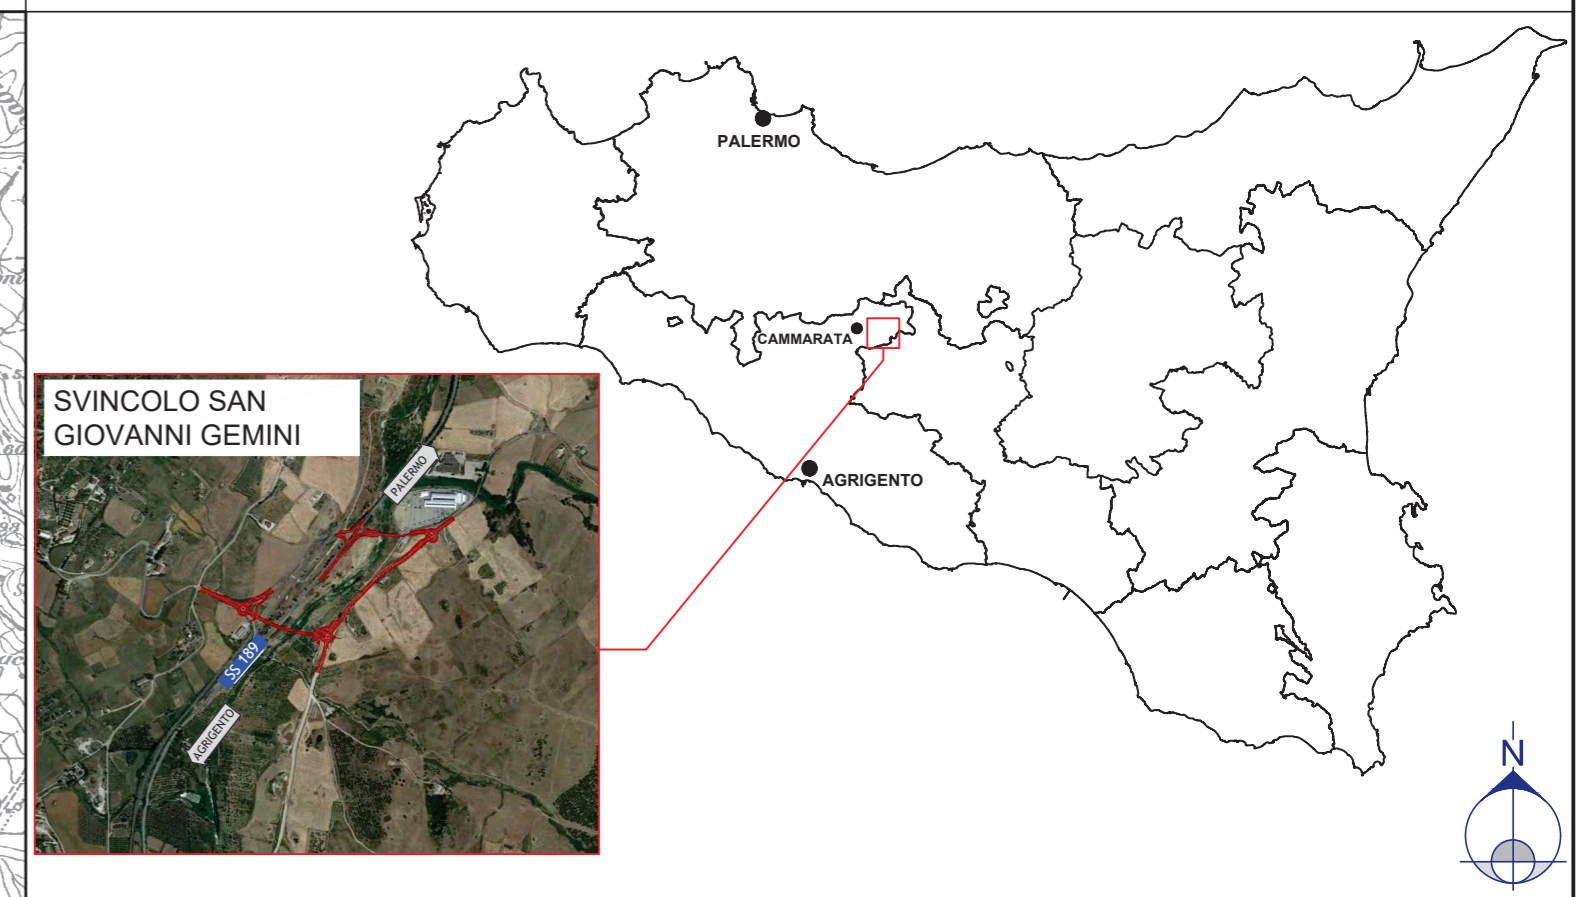 PALERMO
CAMMARATA
AGRIGENTO
SVINCOLO SAN
GIOVANNI GEMINI
PALERMO
SS 189
AGRIGENTO
N